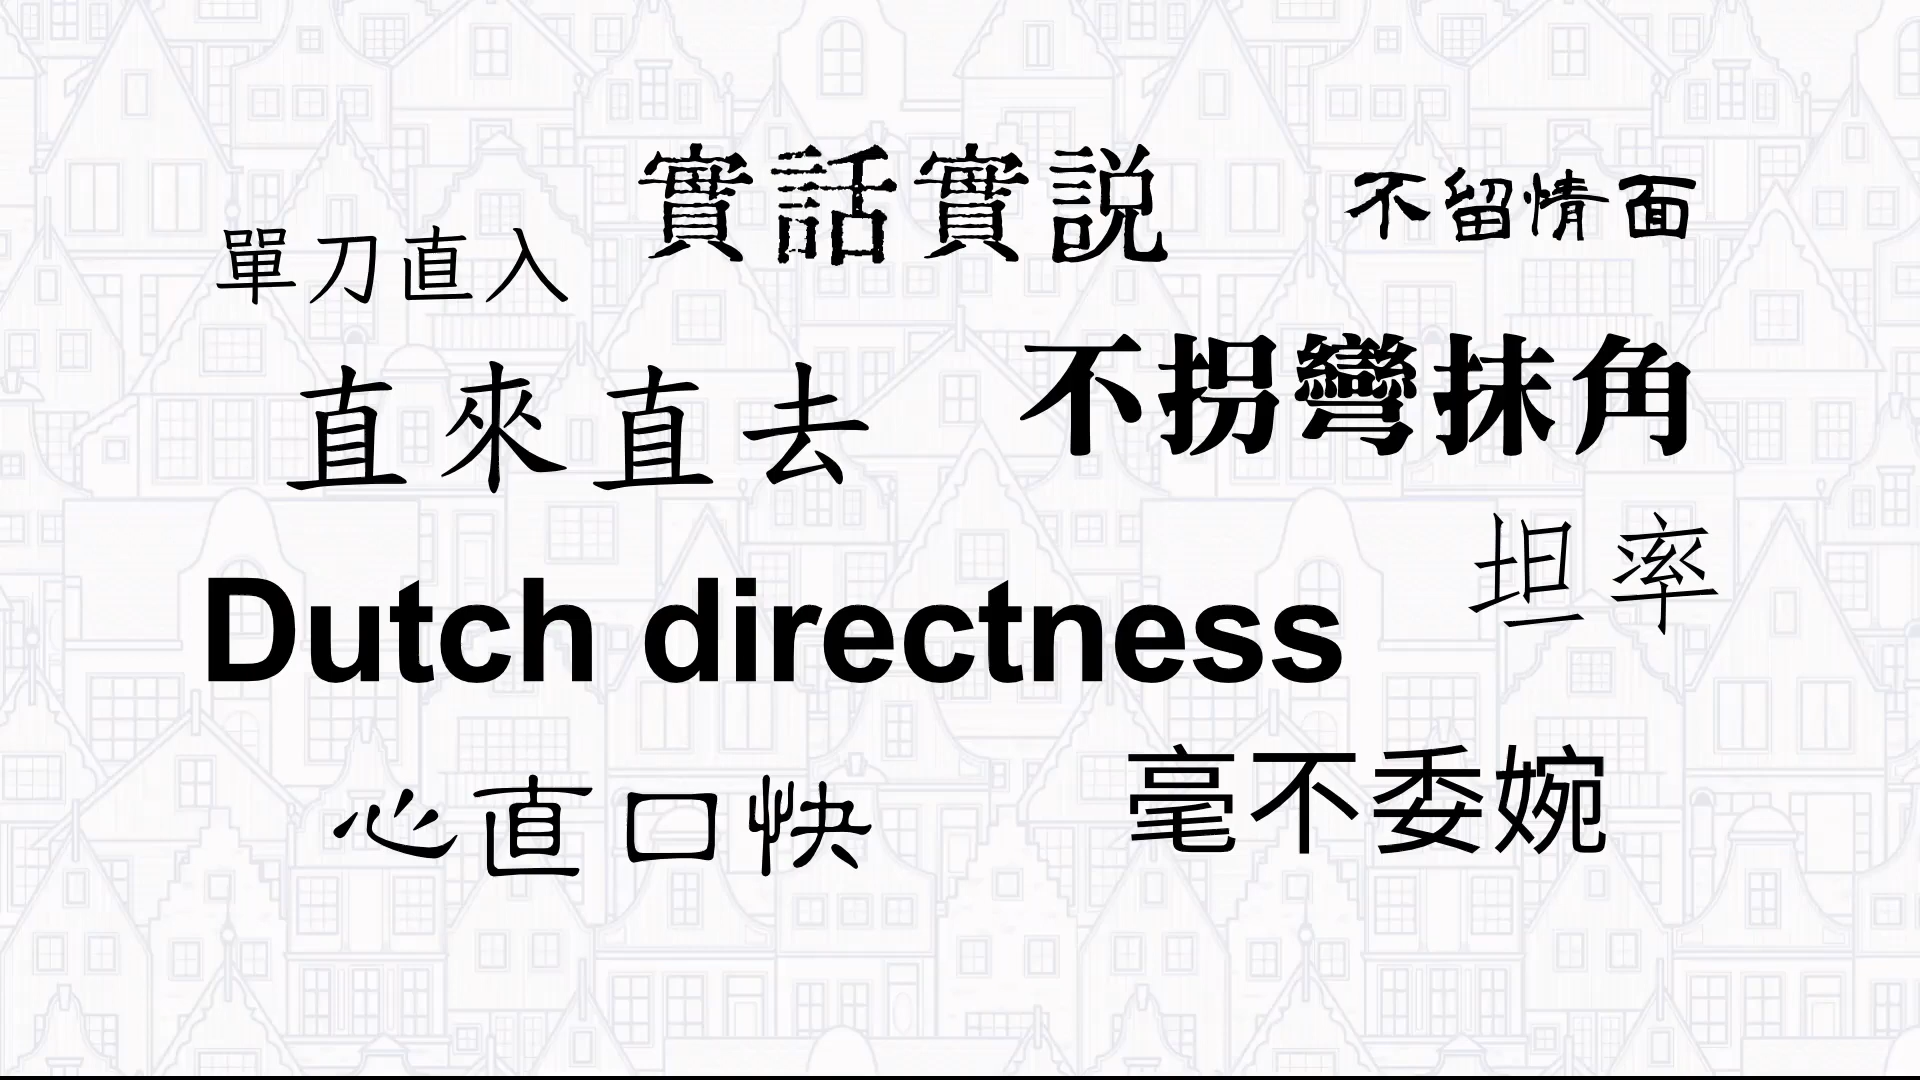 實話實説
不留情面
單刀直入
不拐彎抹角
直來直去
坦率
Dutch directness
毫不委婉
心直口快